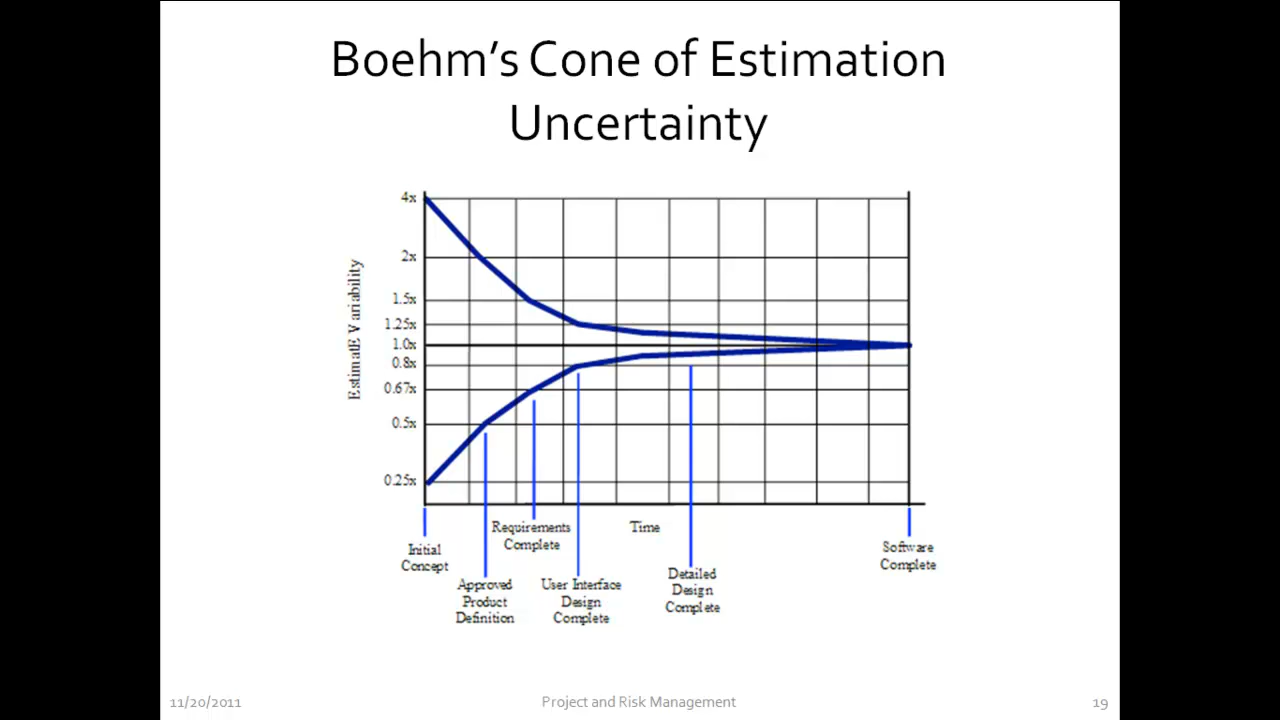 Boehm’s Cone of Estimation
Uncertainty
4x
2x
1.5x
1.25x
1.0x
0.8x
0.67x
0.5x
0.25x
EstimatE Variability
Requirements
Complete
Time
Initial
Concept
Software
Complete
Approved
Product
Definition
User Interface
Design
Complete
Detailed
Design
Complete
11/20/2011
Project and Risk Management
19